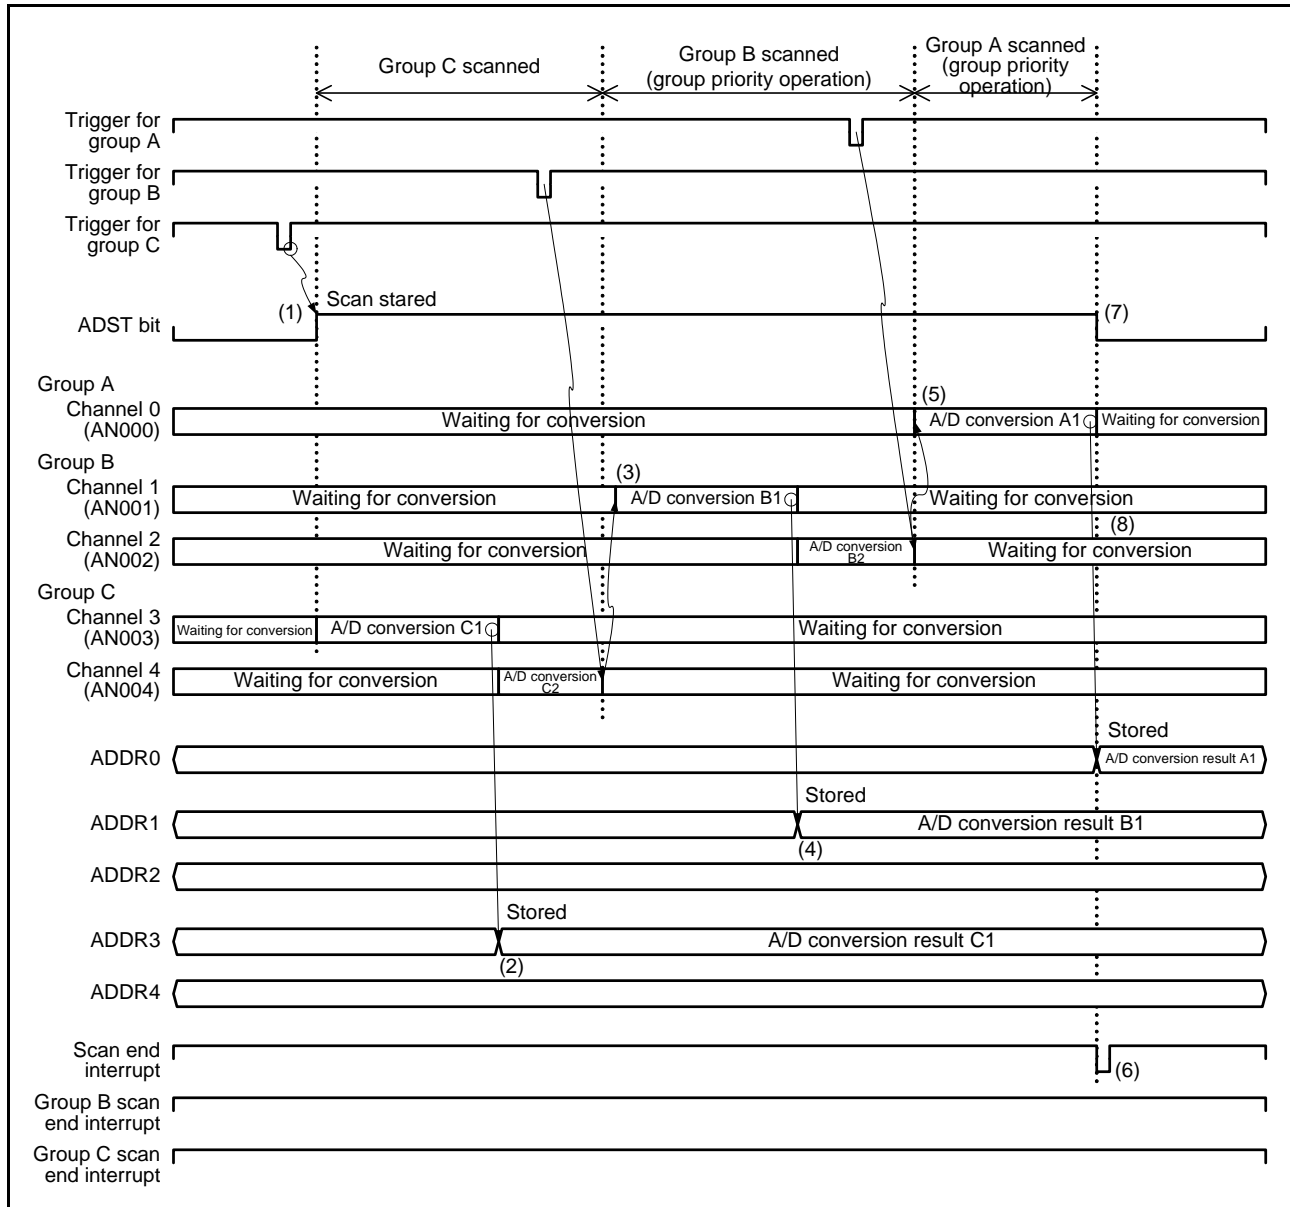 Group C scanned
Group B scanned
(group priority operation)
Group A scanned
(group priority
operation)
Trigger for
group A
Trigger for
group B
Trigger for
group C
(1)
Scan stared
(7)
ADST bit
Group A
Channel 0
(AN000)
Waiting for conversion
(5)
A/D conversion A1
Waiting for conversion
Group B
Channel 1
(AN001)
Waiting for conversion
(3)
A/D conversion B1
Waiting for conversion
(8)
Channel 2
(AN002)
Waiting for conversion
A/D conversion
B2
Waiting for conversion
Group C
Channel 3
(AN003)
Waiting for conversion
A/D conversion C1
Waiting for conversion
Channel 4
(AN004)
Waiting for conversion
A/D conversion
C2
Waiting for conversion
Stored
ADDR0
A/D conversion result A1
Stored
ADDR1
A/D conversion result B1
(4)
ADDR2
Stored
ADDR3
A/D conversion result C1
(2)
ADDR4
Scan end
interrupt
(6)
Group B scan
end interrupt
Group C scan
end interrupt